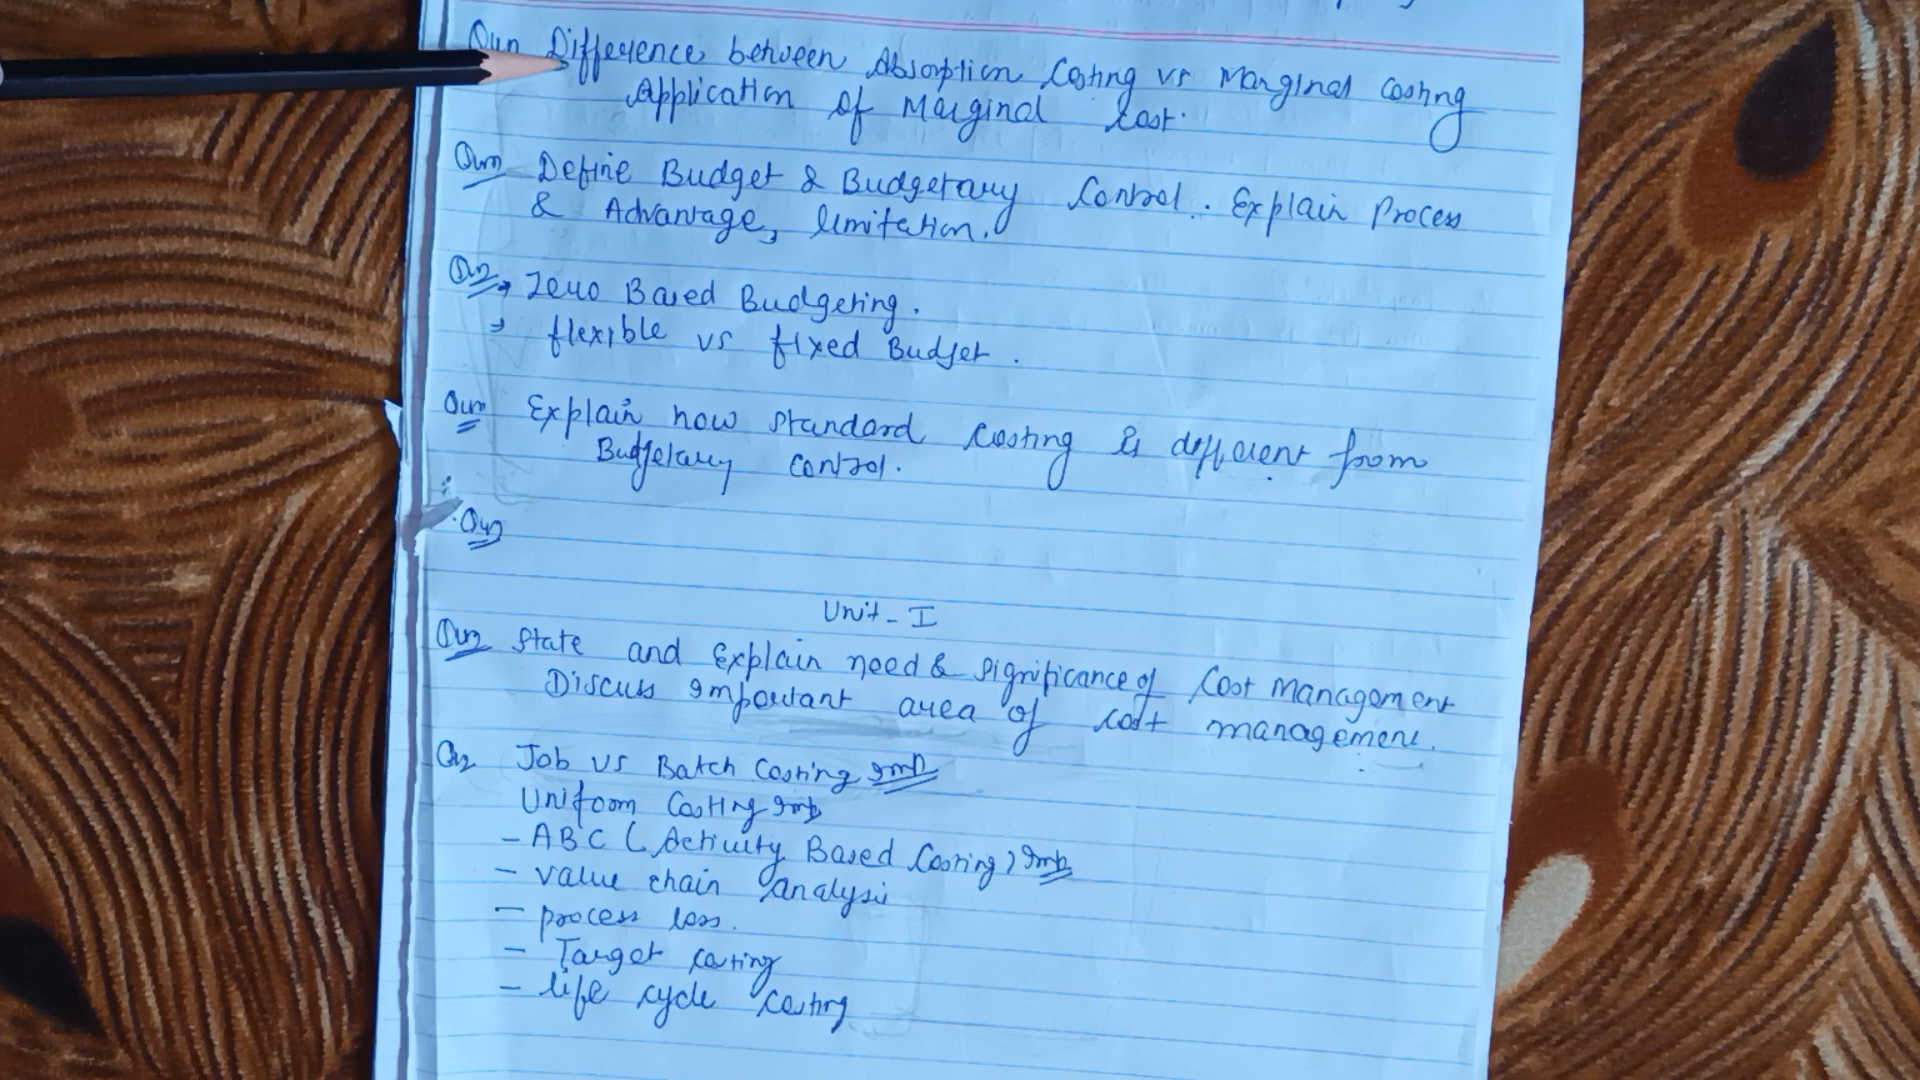 Qun Difference between Absorption Costing vs Marginal Costing
Application of Marginal Cost.
Qun Define Budget & Budgetary Control. Explain Process
& Advantage, limitation.
Qn → Zero Based Budgeting.
→ flexible vs fixed Budget.
Qun Explain how standard costing is different from
Budgetary control.
Qun
Unit - I
Qun State and Explain need & significance of Cost Management
Discuss important area of cost management.
Qn Job vs Batch Costing Imp
Uniform Costing Imp
- ABC (Activity Based Costing) Imp
- value chain analysis
- process loss.
- Target costing
- life cycle costing